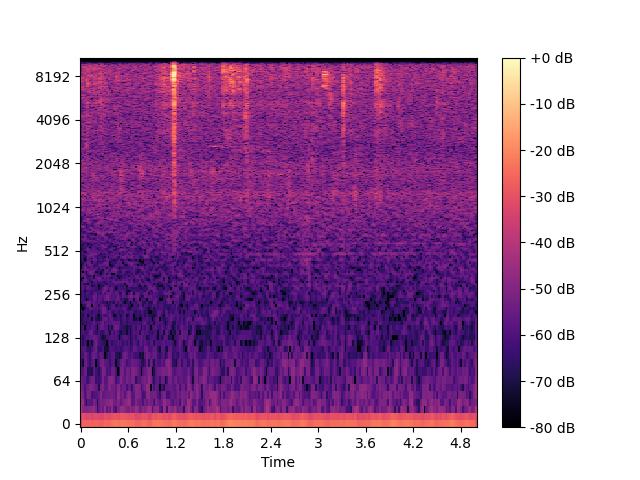 8192
4096
2048
1024
512
256
128
64
0
Hz
0 0.6 1.2 1.8 2.4 3 3.6 4.2 4.8
Time
+0 dB
-10 dB
-20 dB
-30 dB
-40 dB
-50 dB
-60 dB
-70 dB
-80 dB